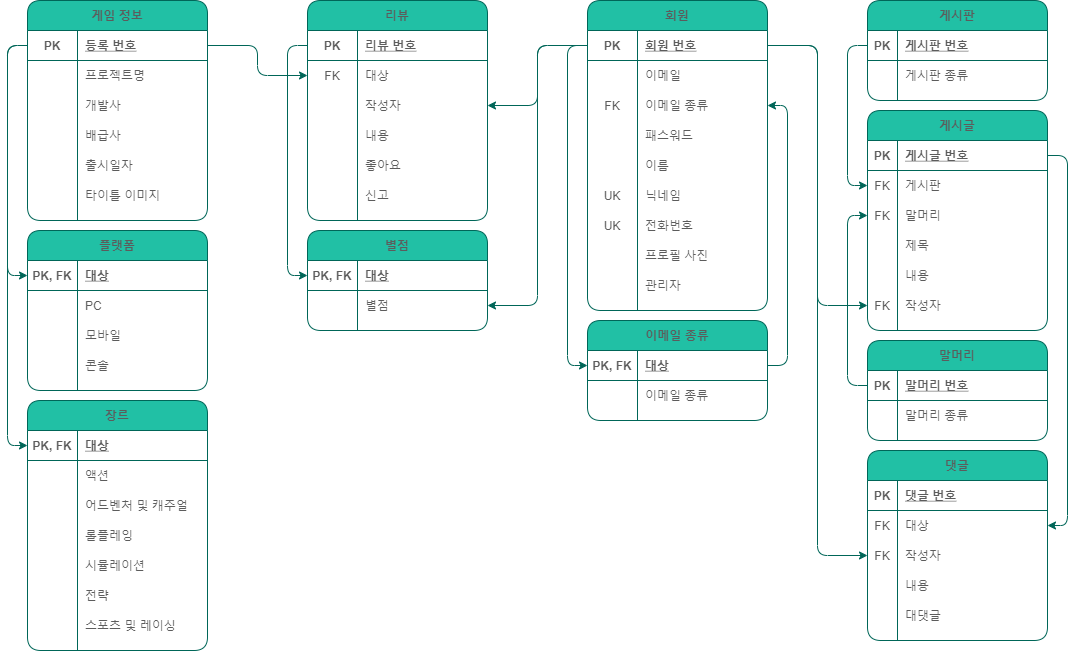 게임 정보
PK 등록 번호
프로젝트명
개발사
배급사
출시일자
타이틀 이미지
플랫폼
PK, FK 대상
PC
모바일
콘솔
장르
PK, FK 대상
액션
어드벤처 및 캐주얼
롤플레잉
시뮬레이션
전략
스포츠 및 레이싱
리뷰
PK 리뷰 번호
FK 대상
작성자
내용
좋아요
신고
별점
PK, FK 대상
별점
회원
PK 회원 번호
이메일
FK 이메일 종류
패스워드
이름
UK 닉네임
UK 전화번호
프로필 사진
관리자
이메일 종류
PK, FK 대상
이메일 종류
게시판
PK 게시판 번호
게시판 종류
게시글
PK 게시글 번호
FK 게시판
FK 말머리
제목
내용
FK 작성자
말머리
PK 말머리 번호
말머리 종류
댓글
PK 댓글 번호
FK 대상
FK 작성자
내용
대댓글